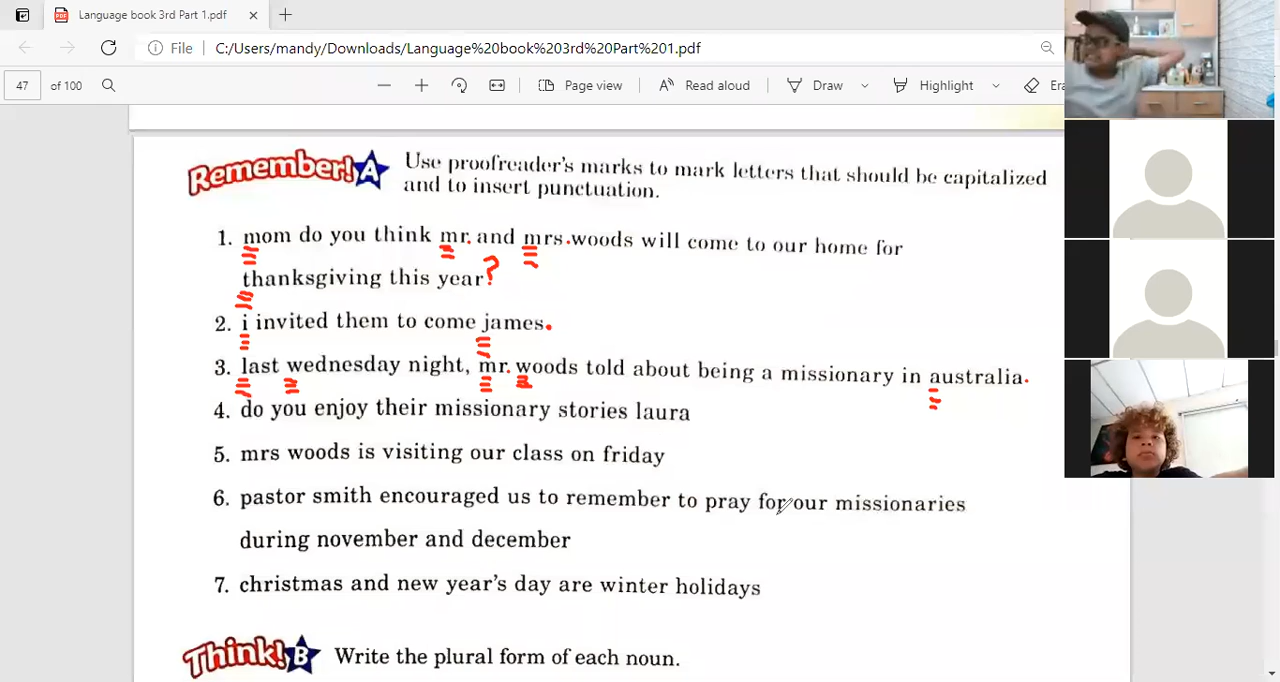 Language book 3rd Part 1.pdf
File
C:/Users/mandy/Downloads/Language%20book%203rd%20Part%201.pdf
47 of 100
Page view
Read aloud
Draw
Highlight
Era
Remember! A
Use proofreader's marks to mark letters that should be capitalized
and to insert punctuation.
1. mom do you think mr. and mrs. woods will come to our home for
thanksgiving this year?
2. i invited them to come james.
3. last wednesday night, mr. woods told about being a missionary in australia.
4. do you enjoy their missionary stories laura
5. mrs woods is visiting our class on friday
6. pastor smith encouraged us to remember to pray for our missionaries
during november and december
7. christmas and new year's day are winter holidays
Think! B
Write the plural form of each noun.